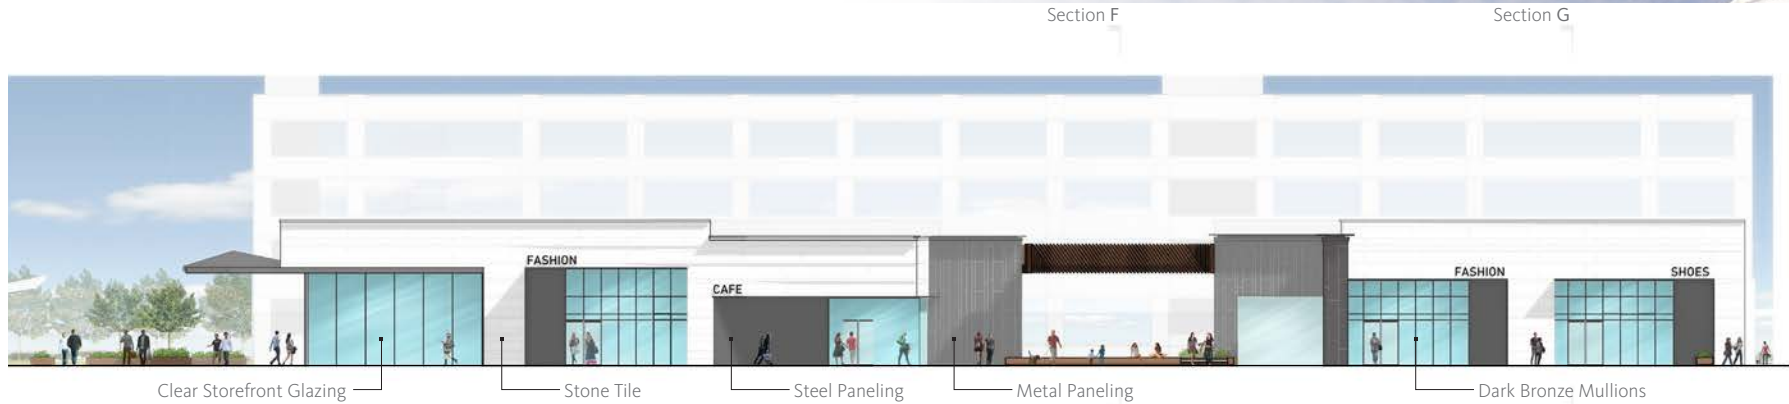 Section F
Section G
FASHION
CAFE
FASHION
SHOES
Clear Storefront Glazing
Stone Tile
Steel Paneling
Metal Paneling
Dark Bronze Mullions